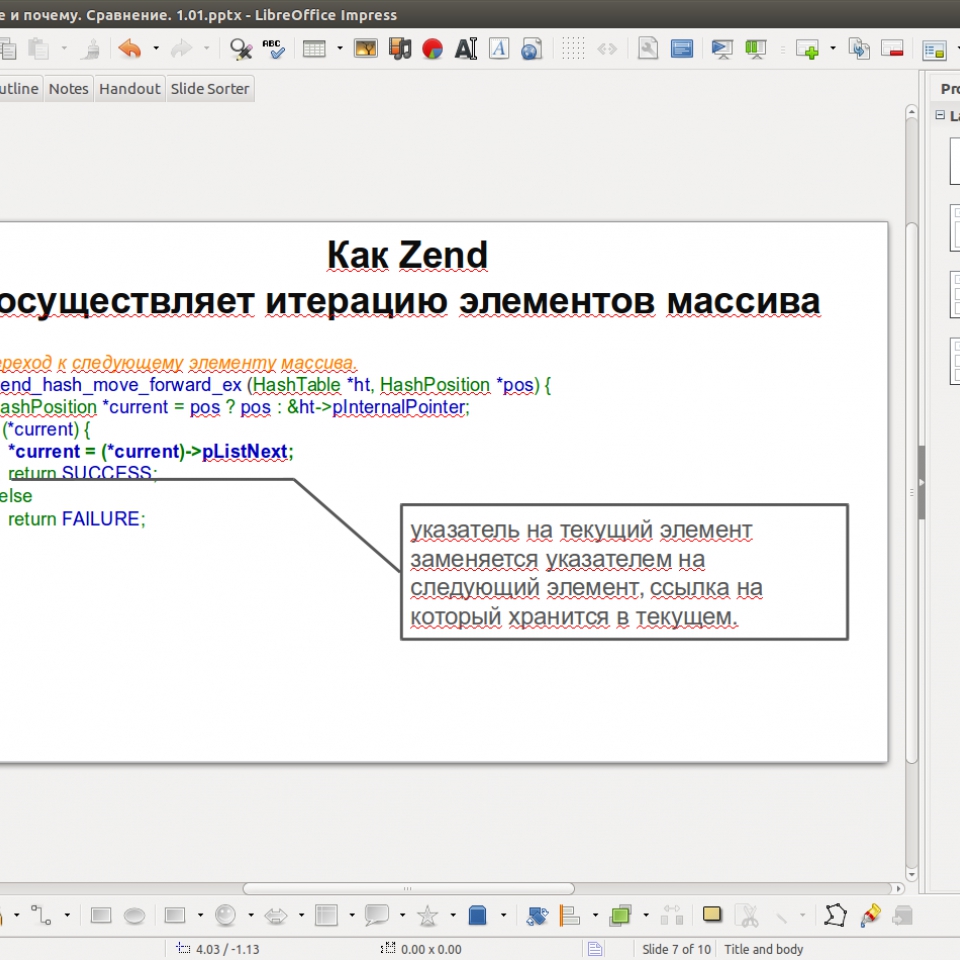 е и почему. Сравнение. 1.01.pptx - LibreOffice Impress
ABC
utline Notes Handout Slide Sorter
Pro
La
Как Zend
осуществляет итерацию элементов массива
ереход к следующему элементу массива.
end_hash_move_forward_ex (HashTable *ht, HashPosition *pos) {
ashPosition *current = pos ? pos : &ht->pInternalPointer;
(*current) {
*current = (*current)->pListNext;
return SUCCESS;
else
return FAILURE;
указатель на текущий элемент
заменяется указателем на
следующий элемент, ссылка на
который хранится в текущем.
4.03 / -1.13 0.00 x 0.00 Slide 7 of 10 Title and body